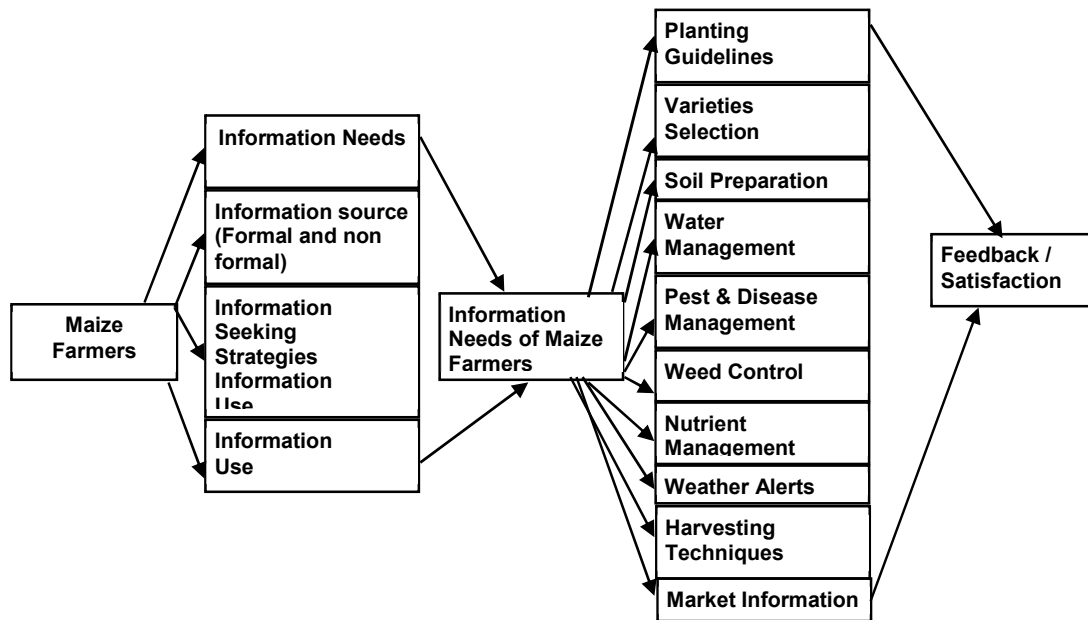 Maize
Farmers
Information Needs
Information source
(Formal and non
formal)
Information
Seeking
Strategies
Information
Use
Information
Use
Information
Needs of Maize
Farmers
Planting
Guidelines
Varieties
Selection
Soil Preparation
Water
Management
Pest & Disease
Management
Weed Control
Nutrient
Management
Weather Alerts
Harvesting
Techniques
Market Information
Feedback /
Satisfaction